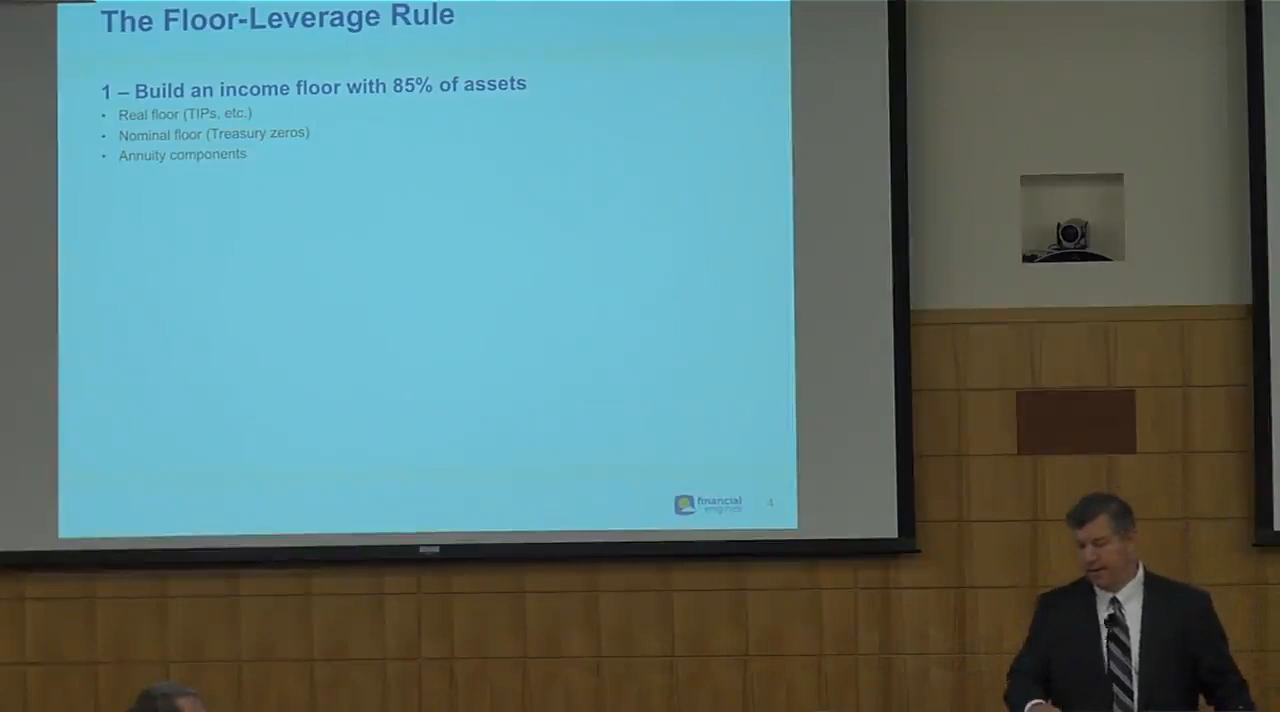 The Floor-Leverage Rule
1 – Build an income floor with 85% of assets
• Real floor (TIPs, etc.)
• Nominal floor (Treasury zeros)
• Annuity components
financial
engines
4